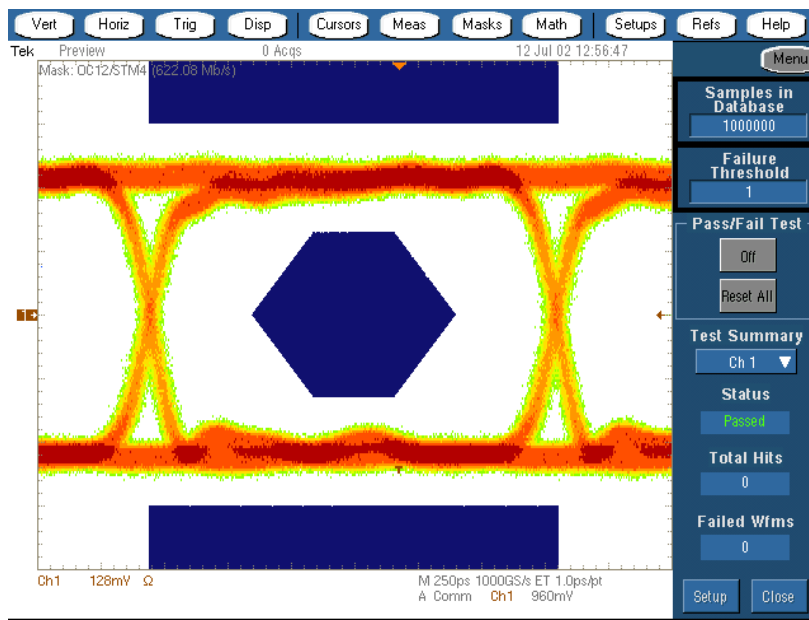 Vert Horiz Trig Disp Cursors Meas Masks Math Setups Refs Help
Tek Preview 0 Acqs 12 Jul 02 12:56:47
Mask: OC12/STM4 (622.08 Mb/s)
Menu
Samples in
Database
1000000
Failure
Threshold
1
Pass/Fail Test
Off
Reset All
1
Test Summary
Ch 1
Status
Passed
Total Hits
0
T
Failed Wfms
0
Ch1 128mV Ω M 250ps 1000GS/s ET 1.0ps/pt
A Comm Ch1 960mV
Setup Close